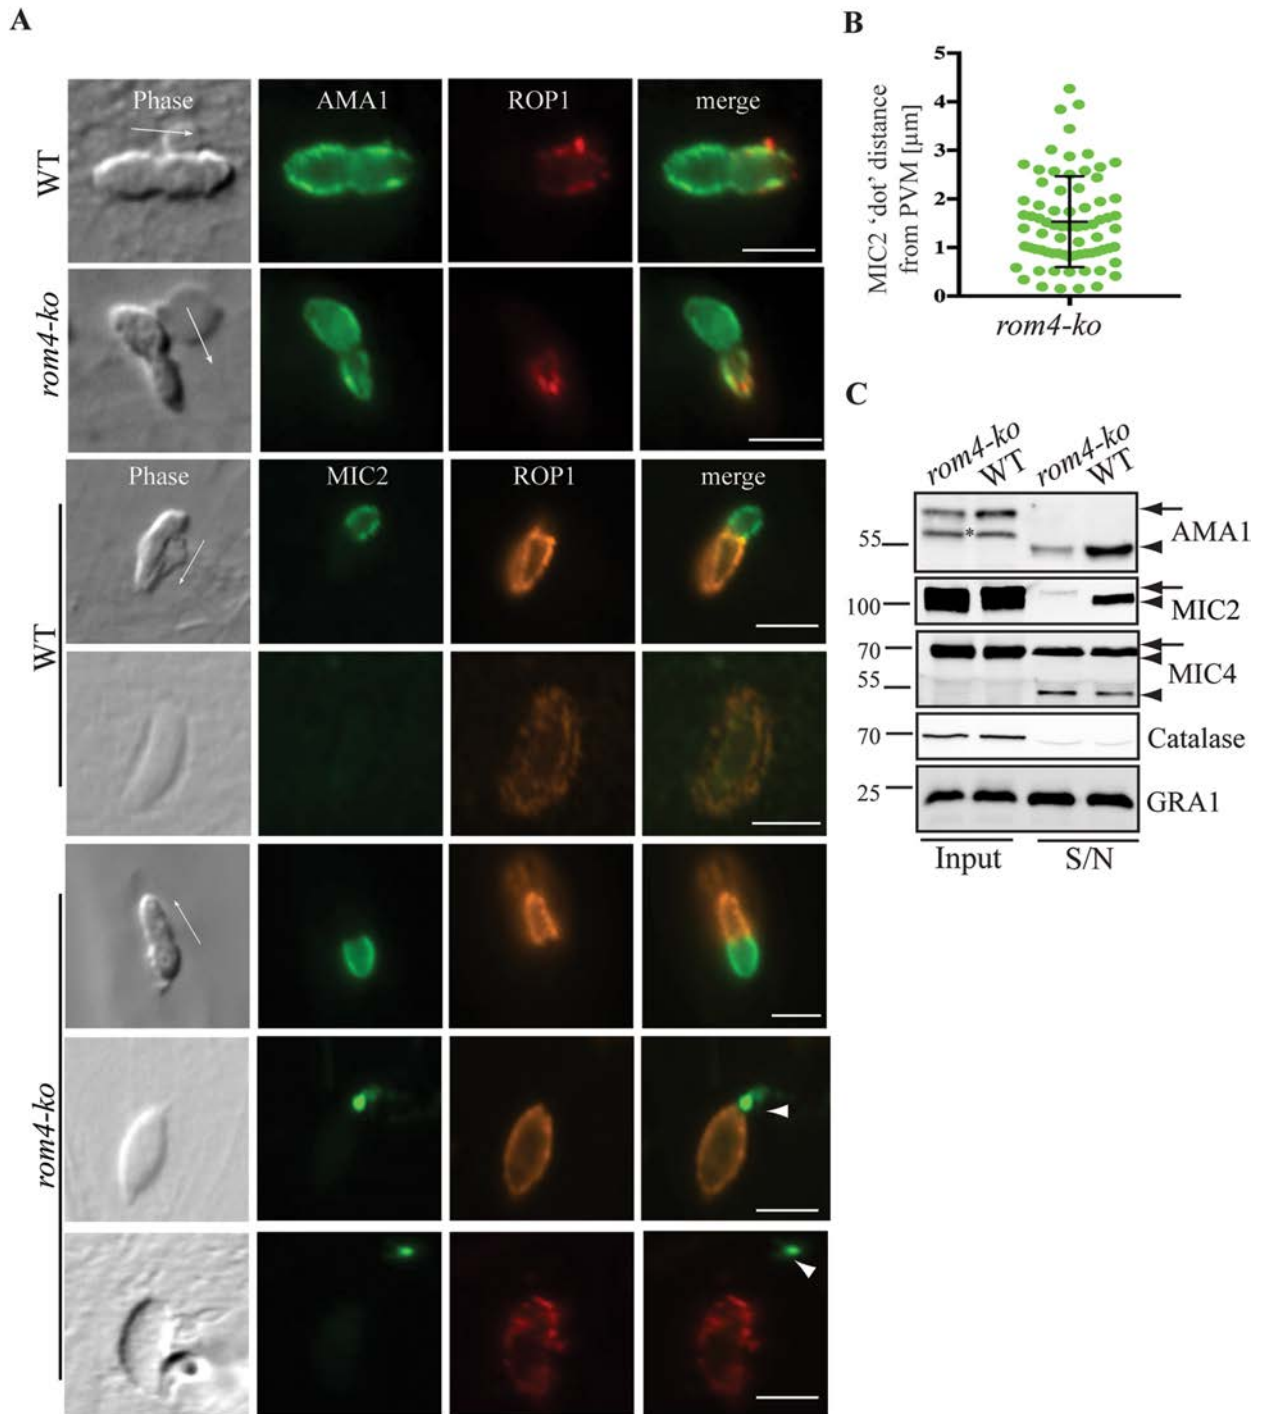 A
Phase AMA1 ROP1 merge
WT
rom4-ko
Phase MIC2 ROP1 merge
WT
rom4-ko
B
5
4
3
2
1
0
MIC2 ‘dot’ distance
from PVM [µm]
rom4-ko
C
rom4-ko WT rom4-ko WT
55 * AMA1
100 MIC2
70
55 MIC4
70 Catalase
25 GRA1
Input S/N